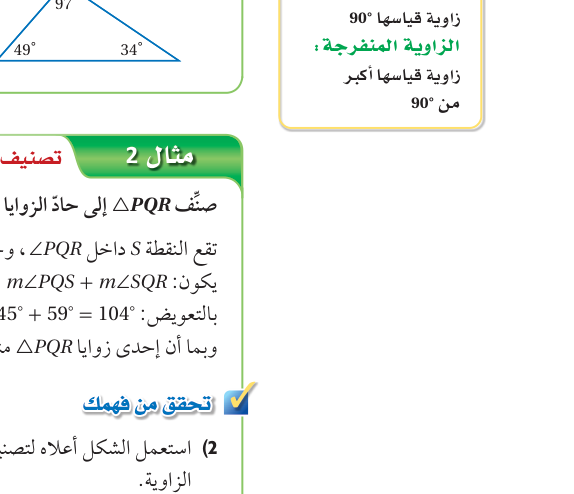 زاوية قياسها 90°
الزاوية المنفرجة:
زاوية قياسها أكبر
من 90°
97
49°
34°
مثال 2
تصنيف
صنِّف △PQR إلى حادّ الزوايا
تقع النقطة S داخل ∠PQR، و
يكون: m∠PQS + m∠SQR
بالتعويض: 45° + 59° = 104°
وبما أن إحدى زوايا △PQR
تحقق من فهمك
2) استعمل الشكل أعلاه
الزاوية.